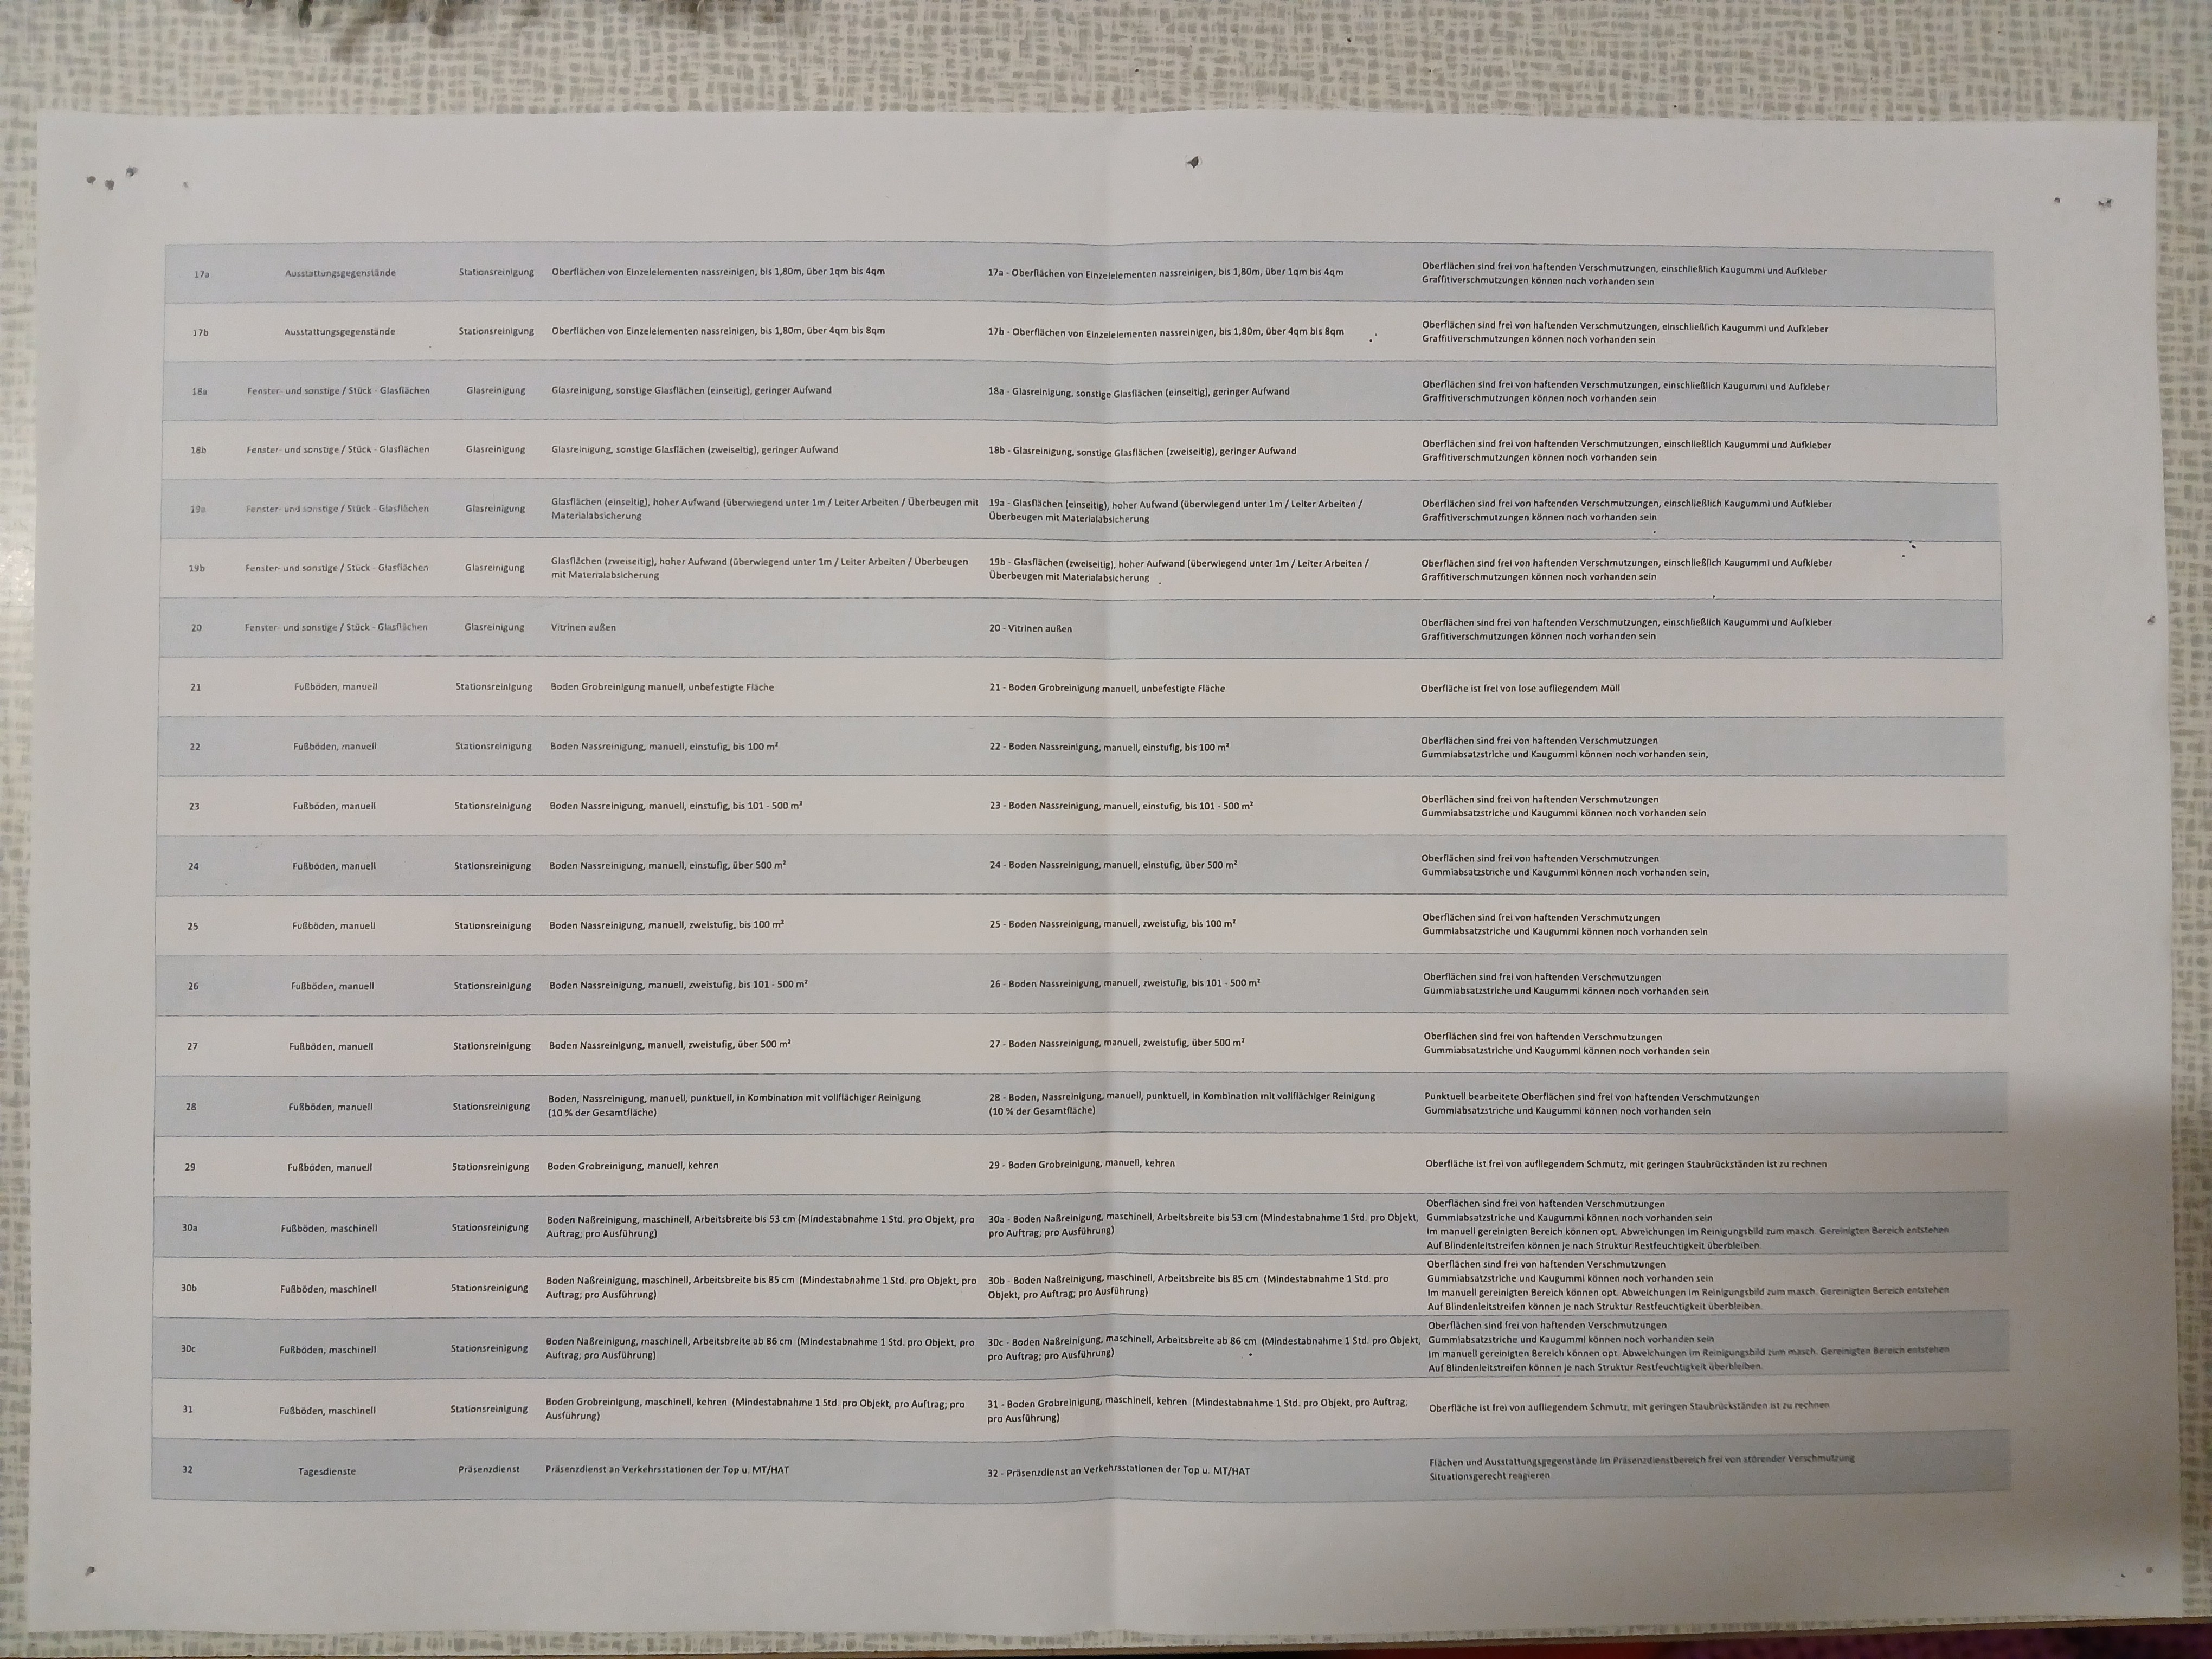 17a Ausstattungsgegenstände Stationsreinigung Oberflächen von Einzelelementen nassreinigen, bis 1,80m, über 1qm bis 4qm 17a - Oberflächen von Einzelelementen nassreinigen, bis 1,80m, über 1qm bis 4qm Oberflächen sind frei von haftenden Verschmutzungen, einschließlich Kaugummi und Aufkleber
Graffitiverschmutzungen können noch vorhanden sein
17b Ausstattungsgegenstände Stationsreinigung Oberflächen von Einzelelementen nassreinigen, bis 1,80m, über 4qm bis 8qm 17b - Oberflächen von Einzelelementen nassreinigen, bis 1,80m, über 4qm bis 8qm Oberflächen sind frei von haftenden Verschmutzungen, einschließlich Kaugummi und Aufkleber
Graffitiverschmutzungen können noch vorhanden sein
18a Fenster- und sonstige / Stück - Glasflächen Glasreinigung Glasreinigung, sonstige Glasflächen (einseitig), geringer Aufwand 18a - Glasreinigung, sonstige Glasflächen (einseitig), geringer Aufwand Oberflächen sind frei von haftenden Verschmutzungen, einschließlich Kaugummi und Aufkleber
Graffitiverschmutzungen können noch vorhanden sein
18b Fenster- und sonstige / Stück - Glasflächen Glasreinigung Glasreinigung, sonstige Glasflächen (zweiseitig), geringer Aufwand 18b - Glasreinigung, sonstige Glasflächen (zweiseitig), geringer Aufwand Oberflächen sind frei von haftenden Verschmutzungen, einschließlich Kaugummi und Aufkleber
Graffitiverschmutzungen können noch vorhanden sein
19a Fenster- und sonstige / Stück - Glasflächen Glasreinigung Glasflächen (einseitig), hoher Aufwand (überwiegend unter 1m / Leiter Arbeiten / Überbeugen mit 19a - Glasflächen (einseitig), hoher Aufwand (überwiegend unter 1m / Leiter Arbeiten / Oberflächen sind frei von haftenden Verschmutzungen, einschließlich Kaugummi und Aufkleber
Materialabsicherung Überbeugen mit Materialabsicherung Graffitiverschmutzungen können noch vorhanden sein
19b Fenster- und sonstige / Stück - Glasflächen Glasreinigung Glasflächen (zweiseitig), hoher Aufwand (überwiegend unter 1m / Leiter Arbeiten / Überbeugen 19b - Glasflächen (zweiseitig), hoher Aufwand (überwiegend unter 1m / Leiter Arbeiten / Oberflächen sind frei von haftenden Verschmutzungen, einschließlich Kaugummi und Aufkleber
mit Materialabsicherung Überbeugen mit Materialabsicherung Graffitiverschmutzungen können noch vorhanden sein
20 Fenster- und sonstige / Stück - Glasflächen Glasreinigung Vitrinen außen 20 - Vitrinen außen Oberflächen sind frei von haftenden Verschmutzungen, einschließlich Kaugummi und Aufkleber
Graffitiverschmutzungen können noch vorhanden sein
21 Fußböden, manuell Stationsreinigung Boden Grobreinigung manuell, unbefestigte Fläche 21 - Boden Grobreinigung manuell, unbefestigte Fläche Oberfläche ist frei von lose aufliegendem Müll
22 Fußböden, manuell Stationsreinigung Boden Nassreinigung, manuell, einstufig, bis 100 m² 22 - Boden Nassreinigung, manuell, einstufig, bis 100 m² Oberflächen sind frei von haftenden Verschmutzungen
Gummiabsatzstriche und Kaugummi können noch vorhanden sein,
23 Fußböden, manuell Stationsreinigung Boden Nassreinigung, manuell, einstufig, bis 101 - 500 m² 23 - Boden Nassreinigung, manuell, einstufig, bis 101 - 500 m² Oberflächen sind frei von haftenden Verschmutzungen
Gummiabsatzstriche und Kaugummi können noch vorhanden sein
24 Fußböden, manuell Stationsreinigung Boden Nassreinigung, manuell, einstufig, über 500 m² 24 - Boden Nassreinigung, manuell, einstufig, über 500 m² Oberflächen sind frei von haftenden Verschmutzungen
Gummiabsatzstriche und Kaugummi können noch vorhanden sein,
25 Fußböden, manuell Stationsreinigung Boden Nassreinigung, manuell, zweistufig, bis 100 m² 25 - Boden Nassreinigung, manuell, zweistufig, bis 100 m² Oberflächen sind frei von haftenden Verschmutzungen
Gummiabsatzstriche und Kaugummi können noch vorhanden sein
26 Fußböden, manuell Stationsreinigung Boden Nassreinigung, manuell, zweistufig, bis 101 - 500 m² 26 - Boden Nassreinigung, manuell, zweistufig, bis 101 - 500 m² Oberflächen sind frei von haftenden Verschmutzungen
Gummiabsatzstriche und Kaugummi können noch vorhanden sein
27 Fußböden, manuell Stationsreinigung Boden Nassreinigung, manuell, zweistufig, über 500 m² 27 - Boden Nassreinigung, manuell, zweistufig, über 500 m² Oberflächen sind frei von haftenden Verschmutzungen
Gummiabsatzstriche und Kaugummi können noch vorhanden sein
28 Fußböden, manuell Stationsreinigung Boden, Nassreinigung, manuell, punktuell, in Kombination mit vollflächiger Reinigung 28 - Boden, Nassreinigung, manuell, punktuell, in Kombination mit vollflächiger Reinigung Punktuell bearbeitete Oberflächen sind frei von haftenden Verschmutzungen
(10 % der Gesamtfläche) (10 % der Gesamtfläche) Gummiabsatzstriche und Kaugummi können noch vorhanden sein
29 Fußböden, manuell Stationsreinigung Boden Grobreinigung, manuell, kehren 29 - Boden Grobreinigung, manuell, kehren Oberfläche ist frei von aufliegendem Schmutz, mit geringen Staubrückständen ist zu rechnen
Oberflächen sind frei von haftenden Verschmutzungen
30a Fußböden, maschinell Stationsreinigung Boden Naßreinigung, maschinell, Arbeitsbreite bis 53 cm (Mindestabnahme 1 Std. pro Objekt, pro 30a - Boden Naßreinigung, maschinell, Arbeitsbreite bis 53 cm (Mindestabnahme 1 Std. pro Objekt, Gummiabsatzstriche und Kaugummi können noch vorhanden sein
Auftrag; pro Ausführung) pro Auftrag; pro Ausführung) Im manuell gereinigten Bereich können opt. Abweichungen im Reinigungsbild zum masch. Gereinigten Bereich entstehen
Auf Blindenleitstreifen können je nach Struktur Restfeuchtigkeit überbleiben.
Oberflächen sind frei von haftenden Verschmutzungen
30b Fußböden, maschinell Stationsreinigung Boden Naßreinigung, maschinell, Arbeitsbreite bis 85 cm (Mindestabnahme 1 Std. pro Objekt, pro 30b - Boden Naßreinigung, maschinell, Arbeitsbreite bis 85 cm (Mindestabnahme 1 Std. pro Gummiabsatzstriche und Kaugummi können noch vorhanden sein
Auftrag; pro Ausführung) Objekt, pro Auftrag; pro Ausführung) Im manuell gereinigten Bereich können opt. Abweichungen im Reinigungsbild zum masch. Gereinigten Bereich entstehen
Auf Blindenleitstreifen können je nach Struktur Restfeuchtigkeit überbleiben.
Oberflächen sind frei von haftenden Verschmutzungen
30c Fußböden, maschinell Stationsreinigung Boden Naßreinigung, maschinell, Arbeitsbreite ab 86 cm (Mindestabnahme 1 Std. pro Objekt, pro 30c - Boden Naßreinigung, maschinell, Arbeitsbreite ab 86 cm (Mindestabnahme 1 Std. pro Objekt, Gummiabsatzstriche und Kaugummi können noch vorhanden sein
Auftrag; pro Ausführung) pro Auftrag; pro Ausführung) Im manuell gereinigten Bereich können opt. Abweichungen im Reinigungsbild zum masch. Gereinigten Bereich entstehen
Auf Blindenleitstreifen können je nach Struktur Restfeuchtigkeit überbleiben.
31 Fußböden, maschinell Stationsreinigung Boden Grobreinigung, maschinell, kehren (Mindestabnahme 1 Std. pro Objekt, pro Auftrag; pro 31 - Boden Grobreinigung, maschinell, kehren (Mindestabnahme 1 Std. pro Objekt, pro Auftrag; Oberfläche ist frei von aufliegendem Schmutz, mit geringen Staubrückständen ist zu rechnen
Ausführung) pro Ausführung)
32 Tagesdienste Präsenzdienst Präsenzdienst an Verkehrsstationen der Top u. MT/HAT 32 - Präsenzdienst an Verkehrsstationen der Top u. MT/HAT Flächen und Ausstattungsgegenstände im Präsenzdienstbereich frei von störender Verschmutzung
Situationsgerecht reagieren